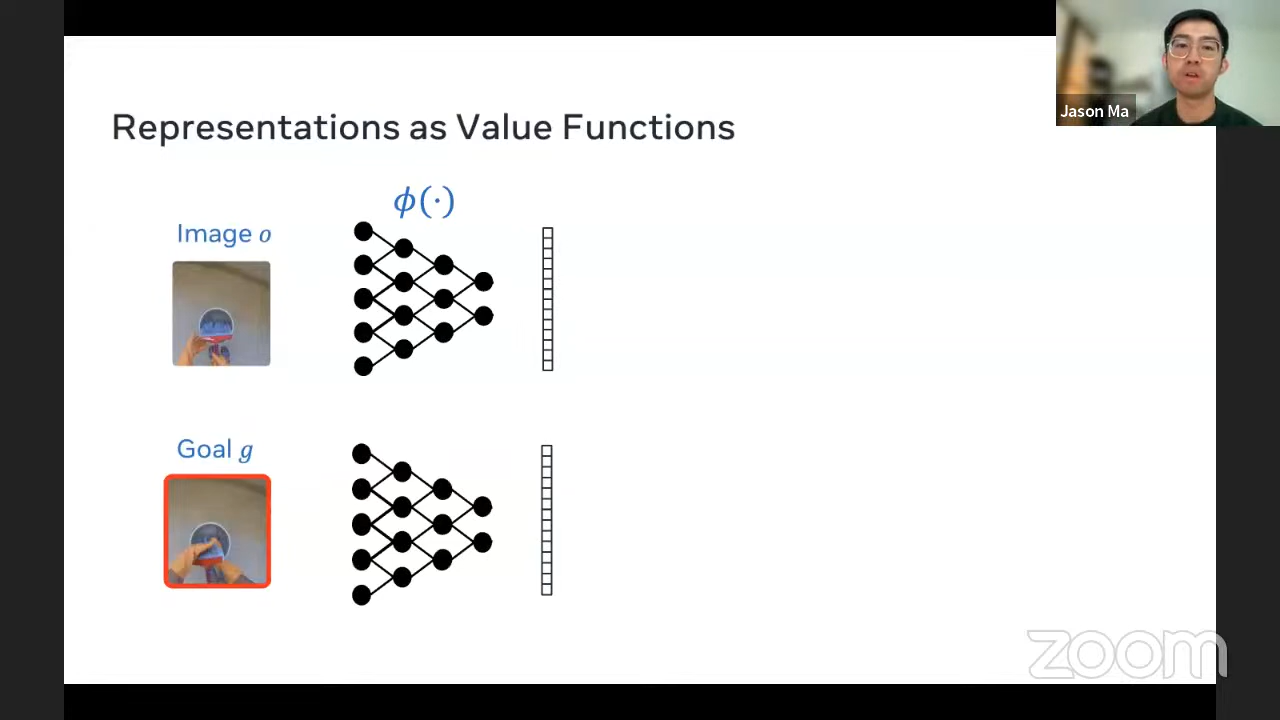 Jason Ma
Representations as Value Functions
ϕ(·)
Image o
Goal g
zoom